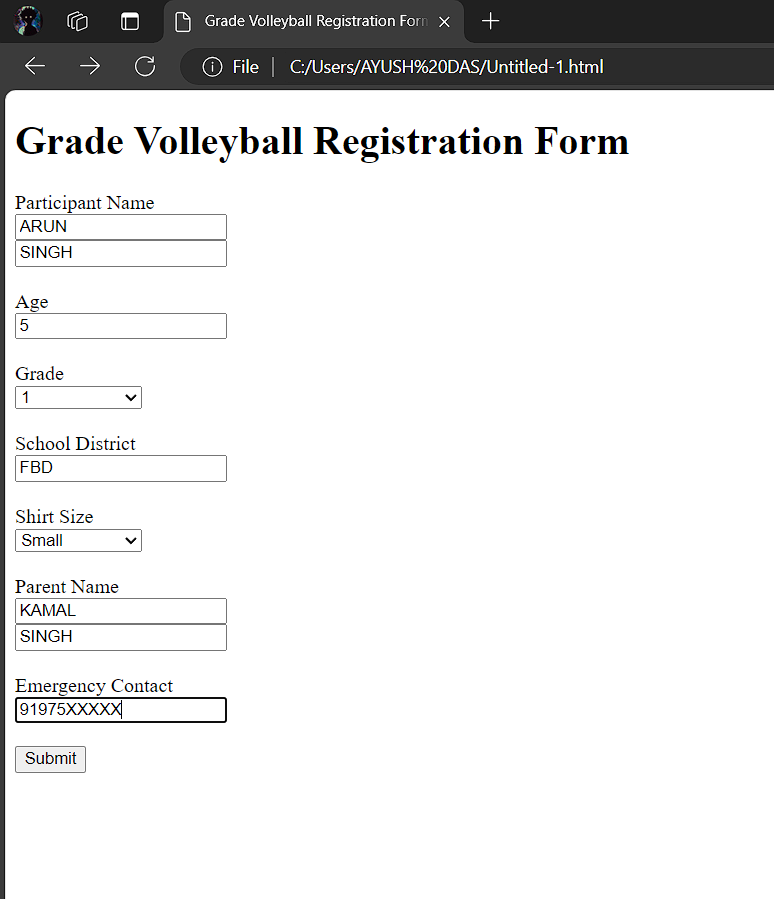 Grade Volleyball Registration Form
File | C:/Users/AYUSH%20DAS/Untitled-1.html
Grade Volleyball Registration Form
Participant Name
ARUN
SINGH
Age
5
Grade
1
School District
FBD
Shirt Size
Small
Parent Name
KAMAL
SINGH
Emergency Contact
91975XXXXX
Submit